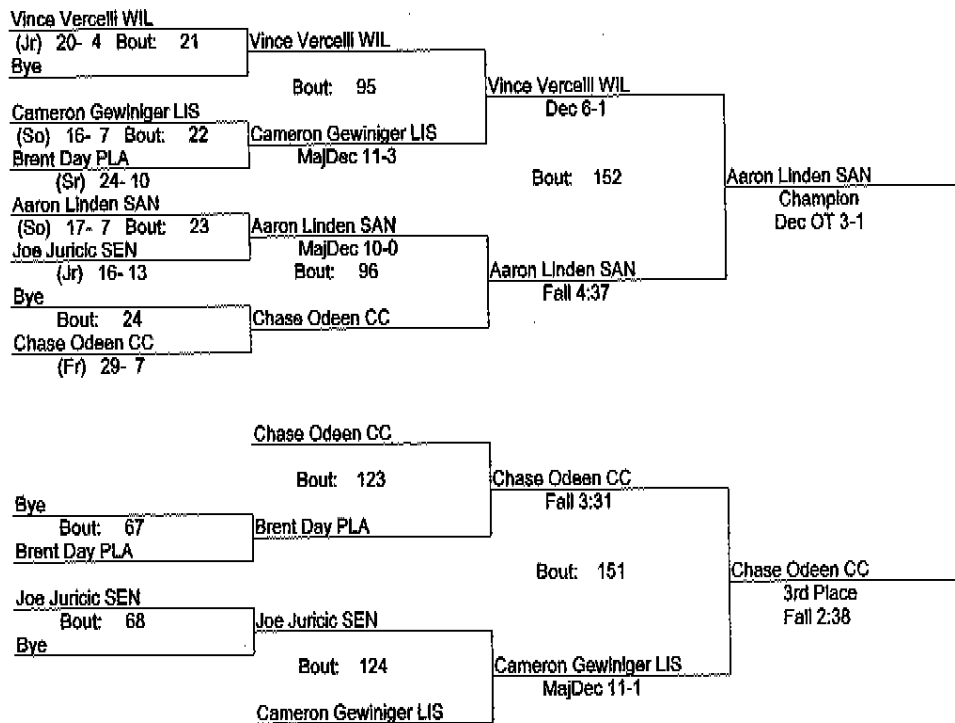 Vince Vercelli WIL
(Jr) 20- 4 Bout: 21
Bye
Vince Vercelli WIL
Bout: 95
Cameron Gewiniger LIS
(So) 16- 7 Bout: 22
Brent Day PLA
(Sr) 24- 10
Cameron Gewiniger LIS
MajDec 11-3
Vince Vercelli WIL
Dec 6-1
Aaron Linden SAN
(So) 17- 7 Bout: 23
Joe Juricic SEN
(Jr) 16- 13
Aaron Linden SAN
MajDec 10-0
Bout: 96
Bye
Bout: 24
Chase Odeen CC
(Fr) 29- 7
Chase Odeen CC
Aaron Linden SAN
Fall 4:37
Bout: 152
Aaron Linden SAN
Champion
Dec OT 3-1
Chase Odeen CC
Bout: 123
Bye
Bout: 67
Brent Day PLA
Brent Day PLA
Chase Odeen CC
Fall 3:31
Joe Juricic SEN
Bout: 68
Bye
Joe Juricic SEN
Bout: 124
Cameron Gewiniger LIS
Cameron Gewiniger LIS
MajDec 11-1
Bout: 151
Chase Odeen CC
3rd Place
Fall 2:38